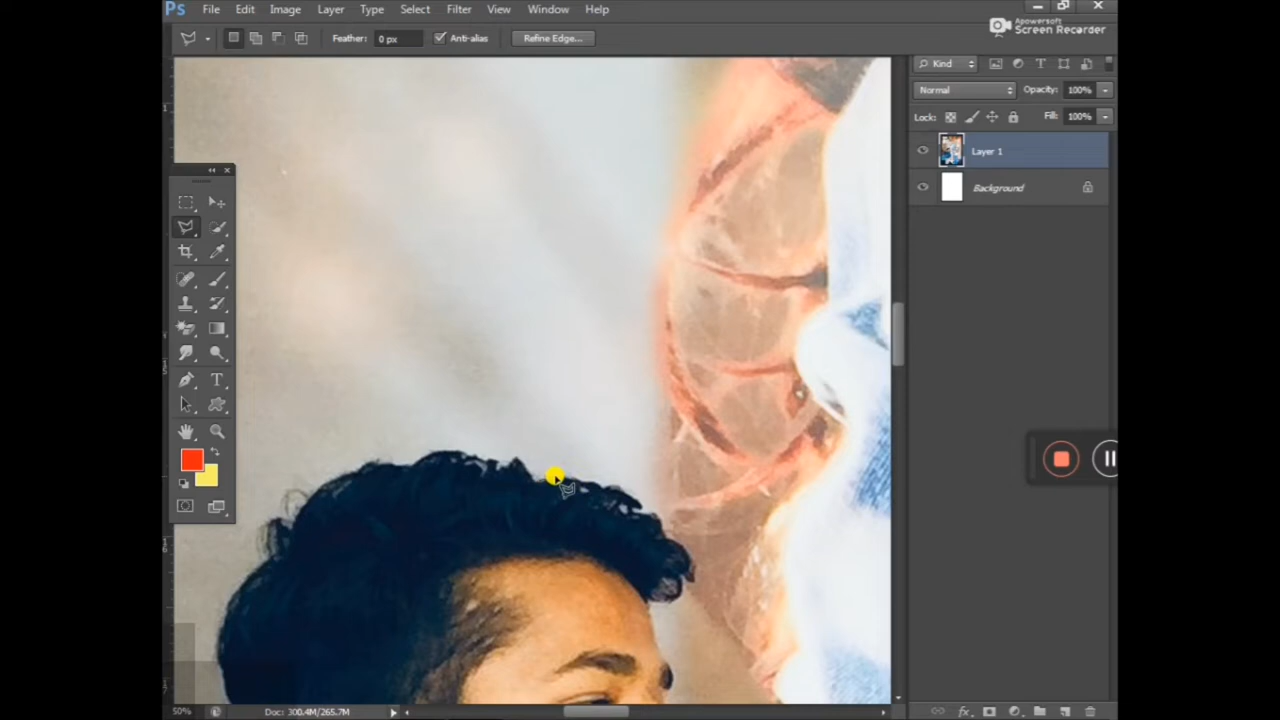 Ps File Edit Image Layer Type Select Filter View Window Help
Apowersoft
Screen Recorder
Feather: 0 px Anti-alias Refine Edge...
Kind
Normal Opacity: 100%
Lock: Fill: 100%
Layer 1
Background
50% Doc: 300.4M/265.7M